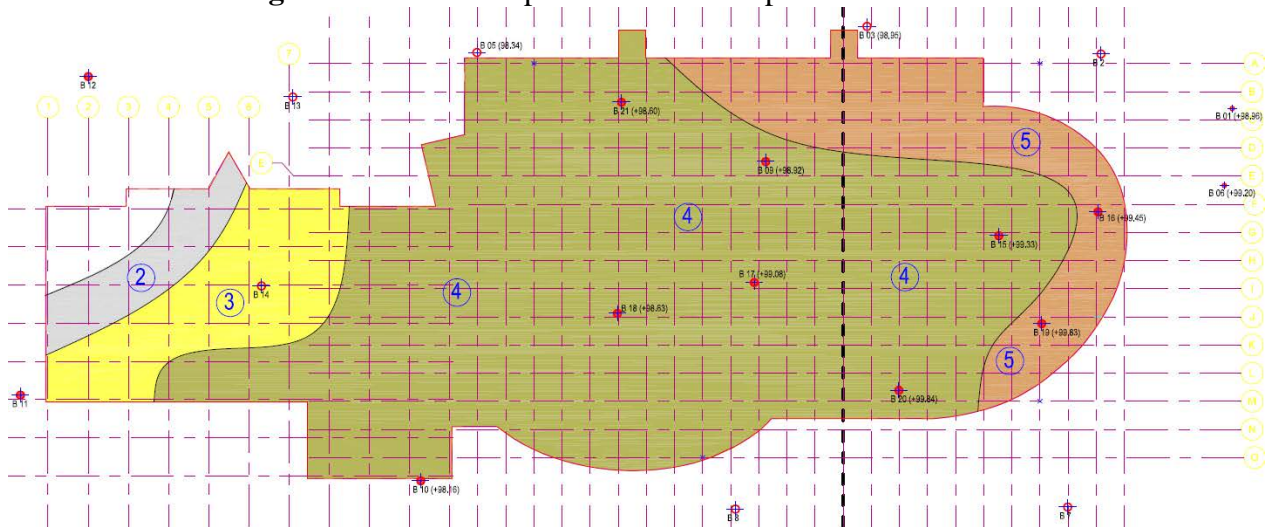 B 03 (98,95)
B 05 (98.34)
B 2
7
A
B 12
B 13
B
1
2
3
4
5
6
B 21 (+98,60)
B 01 (+98,96)
5
D
B 09 (+98,92)
E
B 06 (+99,20)
4
B 16 (+99,45)
G
B 15 (+99,33)
H
2
B 14
B 17 (+99,08)
4
I
3
4
B 18 (+98,63)
J
B 19 (+99,83)
K
5
L
B 11
B 20 (+99,84)
M
N
B 10 (+98,16)
O
B 8